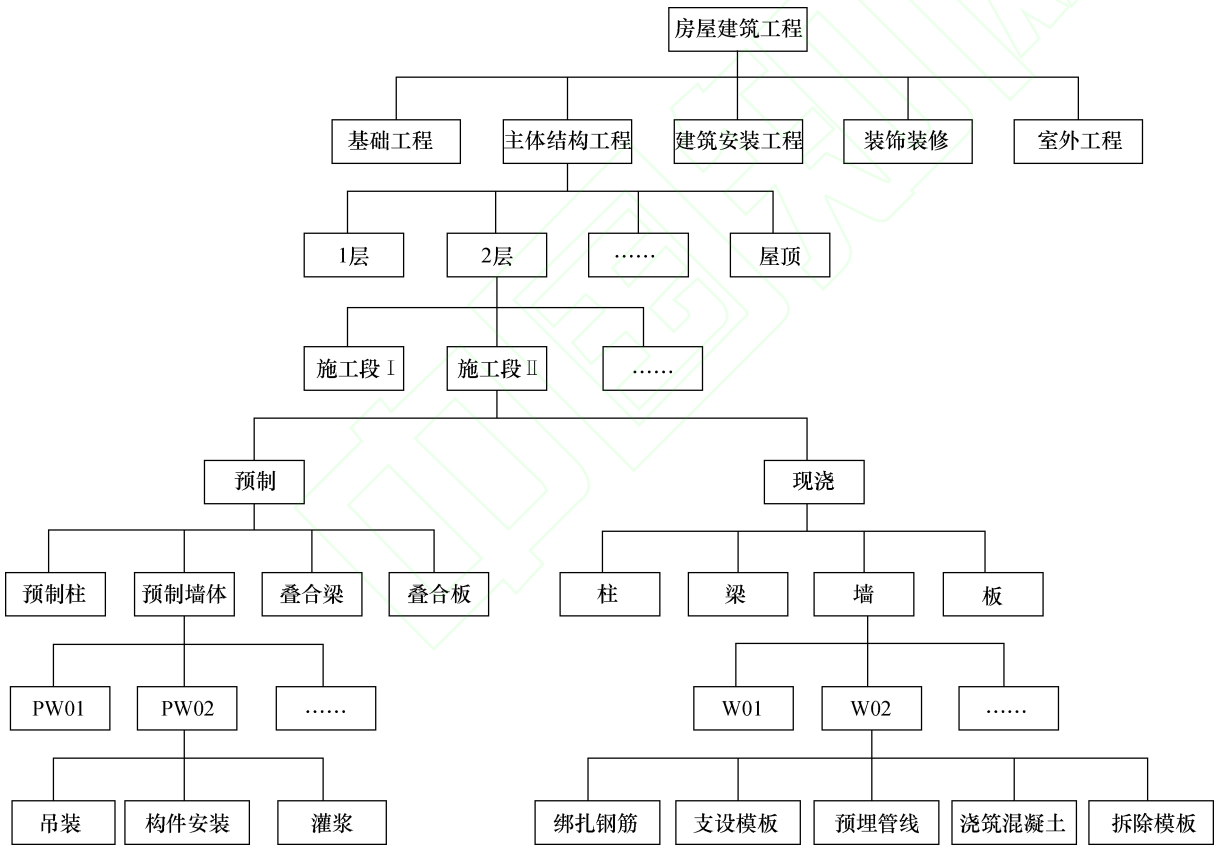 房屋建筑工程
基础工程
主体结构工程
建筑安装工程
装饰装修
室外工程
1层
2层
……
屋顶
施工段Ⅰ
施工段Ⅱ
……
预制
现浇
预制柱
预制墙体
叠合梁
叠合板
柱
梁
墙
板
PW01
PW02
……
W01
W02
……
吊装
构件安装
灌浆
绑扎钢筋
支设模板
预埋管线
浇筑混凝土
拆除模板